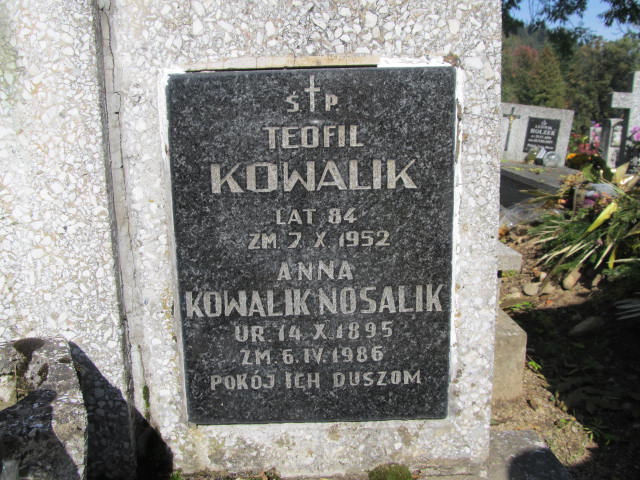 Ś † P.
TEOFIL
KOWALIK
LAT 84
ZM 7 X 1952
ANNA
KOWALIK NOSALIK
UR. 14.X.1895
ZM 6.IV.1986
POKÓJ ICH DUSZOM
HOLZER